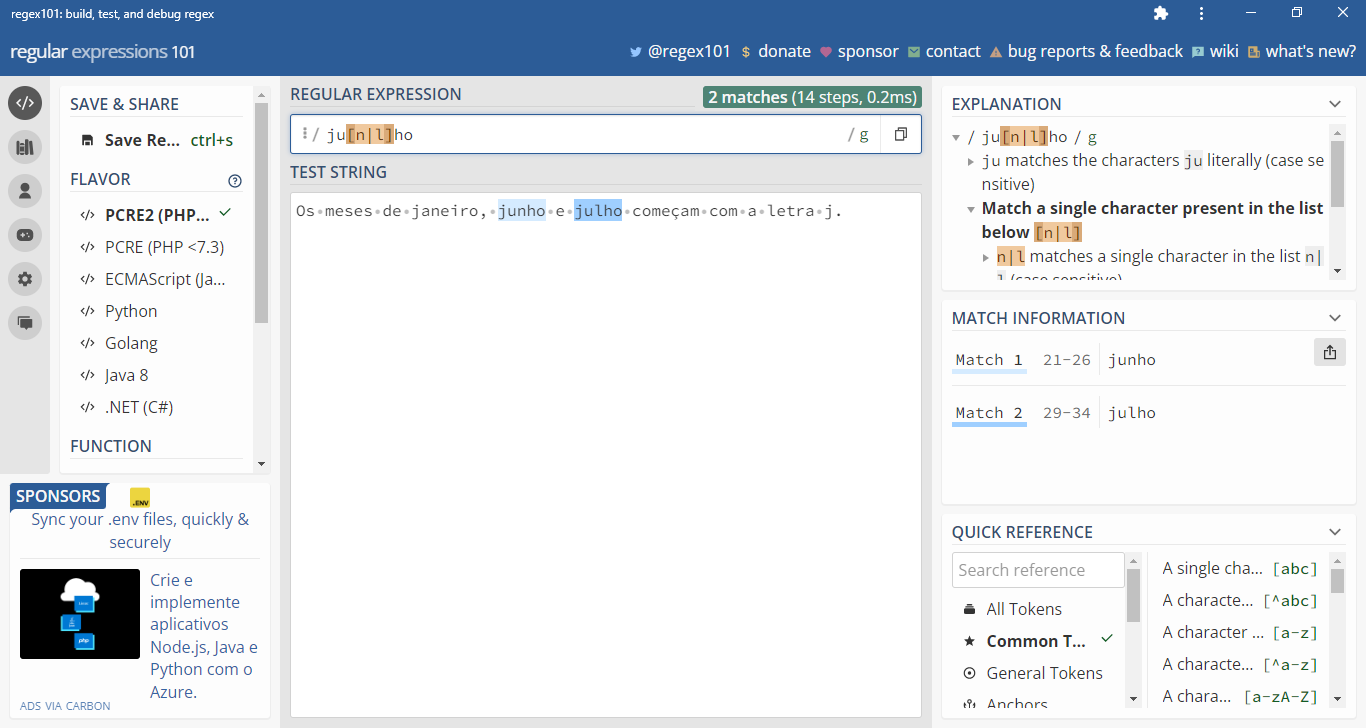 regex101: build, test, and debug regex
regular expressions 101
@regex101 $ donate sponsor contact bug reports & feedback wiki what's new?
SAVE & SHARE
Save Re... ctrl+s
FLAVOR
PCRE2 (PHP...
PCRE (PHP <7.3)
ECMAScript (Ja...
Python
Golang
Java 8
.NET (C#)
FUNCTION
SPONSORS
.ENV
Sync your .env files, quickly &
securely
Crie e
implemente
aplicativos
Node.js, Java e
Python com o
Azure.
php
ADS VIA CARBON
REGULAR EXPRESSION
2 matches (14 steps, 0.2ms)
/ ju[n|l]ho / g
TEST STRING
Os·meses·de·janeiro,·junho·e·julho·começam·com·a·letra·j.
EXPLANATION
/ ju[n|l]ho / g
ju matches the characters ju literally (case se
nsitive)
Match a single character present in the list
below [n|l]
n|l matches a single character in the list n|
l (case sensitive)
MATCH INFORMATION
Match 1 21-26 junho
Match 2 29-34 julho
QUICK REFERENCE
Search reference
All Tokens
Common T...
General Tokens
Anchors
A single cha... [abc]
A characte... [^abc]
A character ... [a-z]
A characte... [^a-z]
A chara... [a-zA-Z]